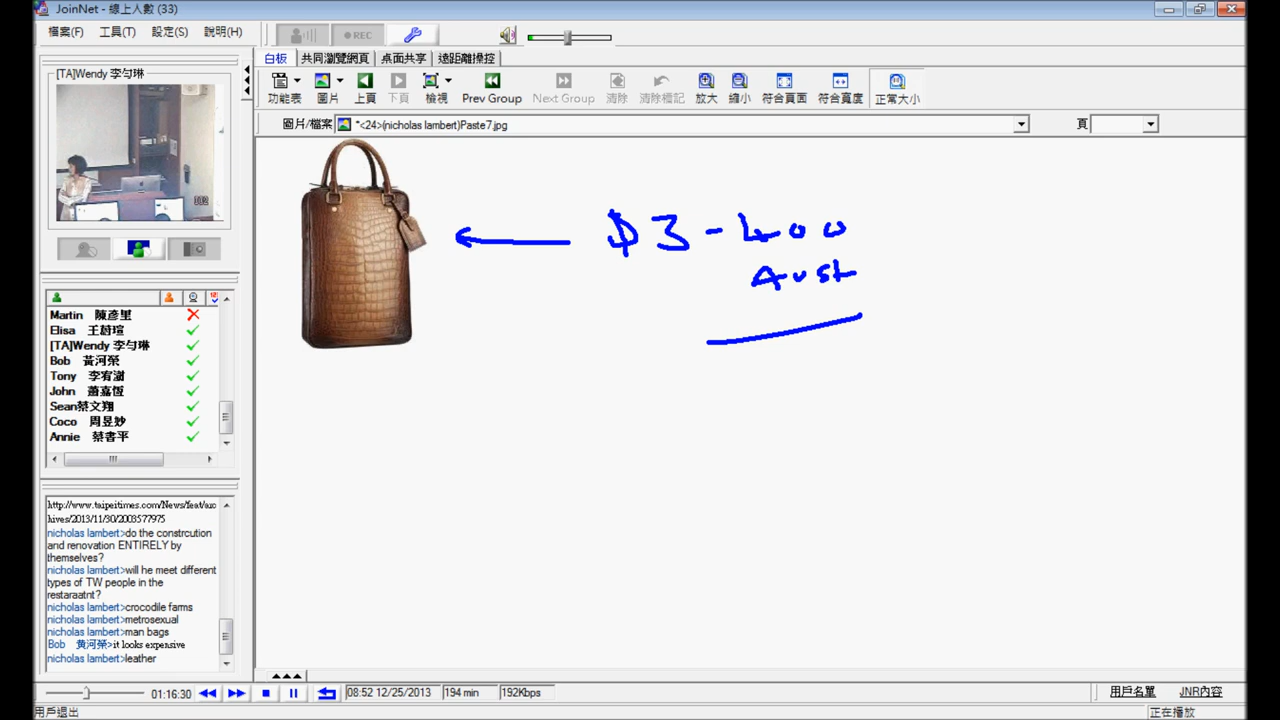 JoinNet - 線上人數 (33)
檔案(F) 工具(T) 設定(S) 說明(H)
REC
[TA]Wendy 李勻琳
白板 共同瀏覽網頁 桌面共享 遠距離操控
功能表 圖片 上頁 下頁 檢視 Prev Group Next Group 清除 清除標記 放大 縮小 符合頁面 符合寬度 正常大小
圖片/檔案 *<24>(nicholas lambert)Paste7.jpg 頁
$3-400
Aust
Martin 陳彥里
Elisa 王蒔瑄
[TA]Wendy 李勻琳
Bob 黃河榮
Tony 李宥澍
John 蕭嘉恆
Sean蔡文翔
Coco 周昱妙
Annie 蔡書平
http://www.taipeitimes.com/News/feat/arc
hives/2013/11/30/2003577975
nicholas lambert>do the constrcution
and renovation ENTIRELY by
themselves?
nicholas lambert>will he meet different
types of TW people in the
restaraatnt?
nicholas lambert>crocodile farms
nicholas lambert>metrosexual
nicholas lambert>man bags
Bob 黃河榮>it looks expensive
nicholas lambert>leather
01:16:30 08:52 12/25/2013 194 min 192Kbps 用戶名單 JNR內容
用戶退出 正在播放